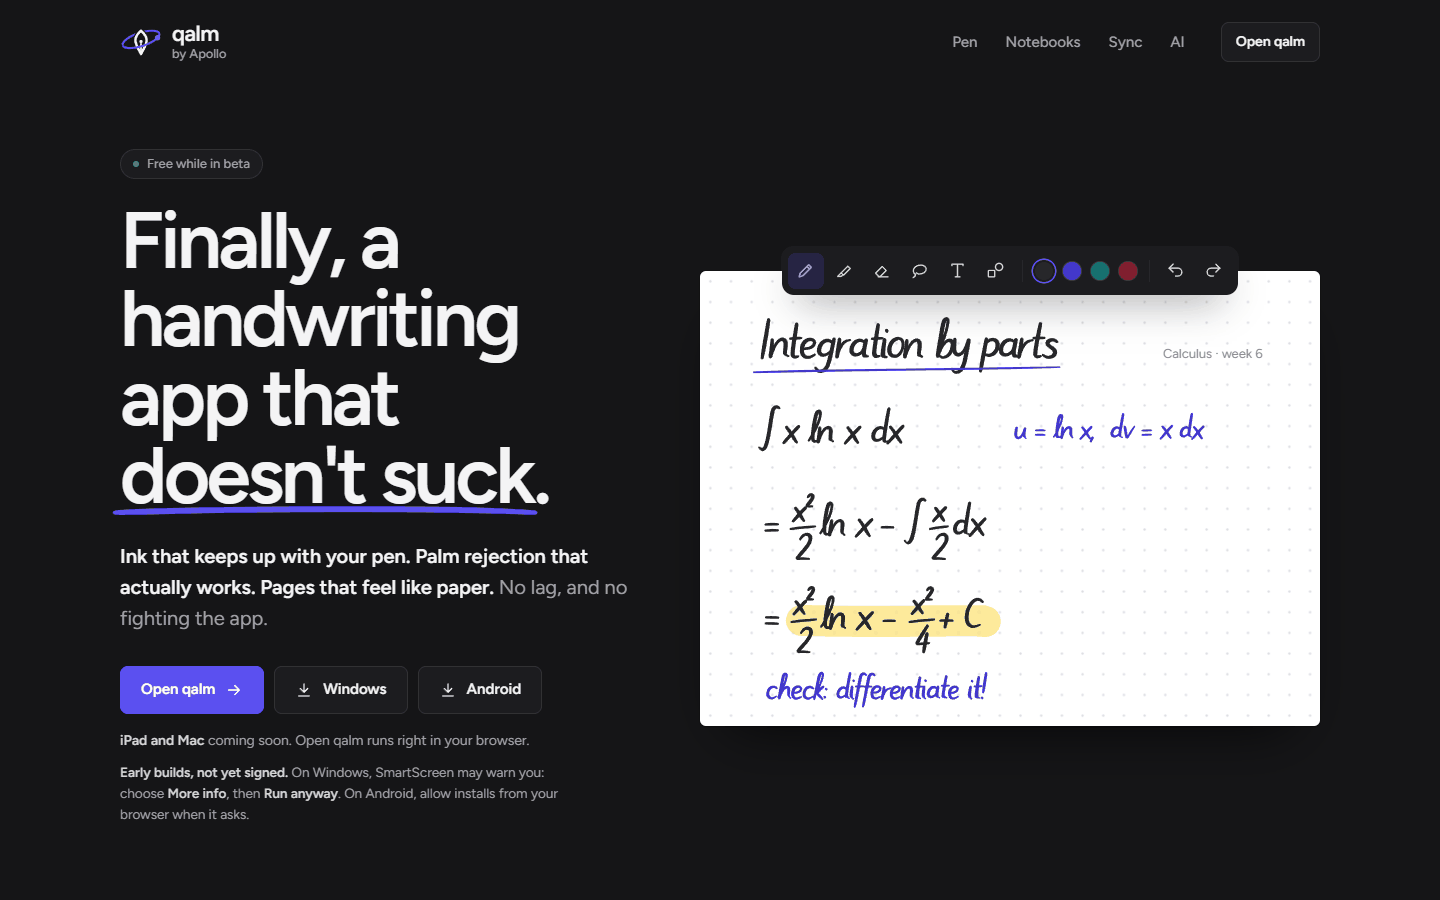 qalm
by Apollo
Pen Notebooks Sync AI Open qalm
Free while in beta
Finally, a
handwriting
app that
doesn't suck.
Ink that keeps up with your pen. Palm rejection that
actually works. Pages that feel like paper. No lag, and no
fighting the app.
Open qalm → Windows Android
iPad and Mac coming soon. Open qalm runs right in your browser.
Early builds, not yet signed. On Windows, SmartScreen may warn you:
choose More info, then Run anyway. On Android, allow installs from your
browser when it asks.
T
Integration by parts
Calculus · week 6
∫ x ln x dx u = ln x, dv = x dx
= x²/2 ln x − ∫ x/2 dx
= x²/2 ln x − x²/4 + C
check: differentiate it!